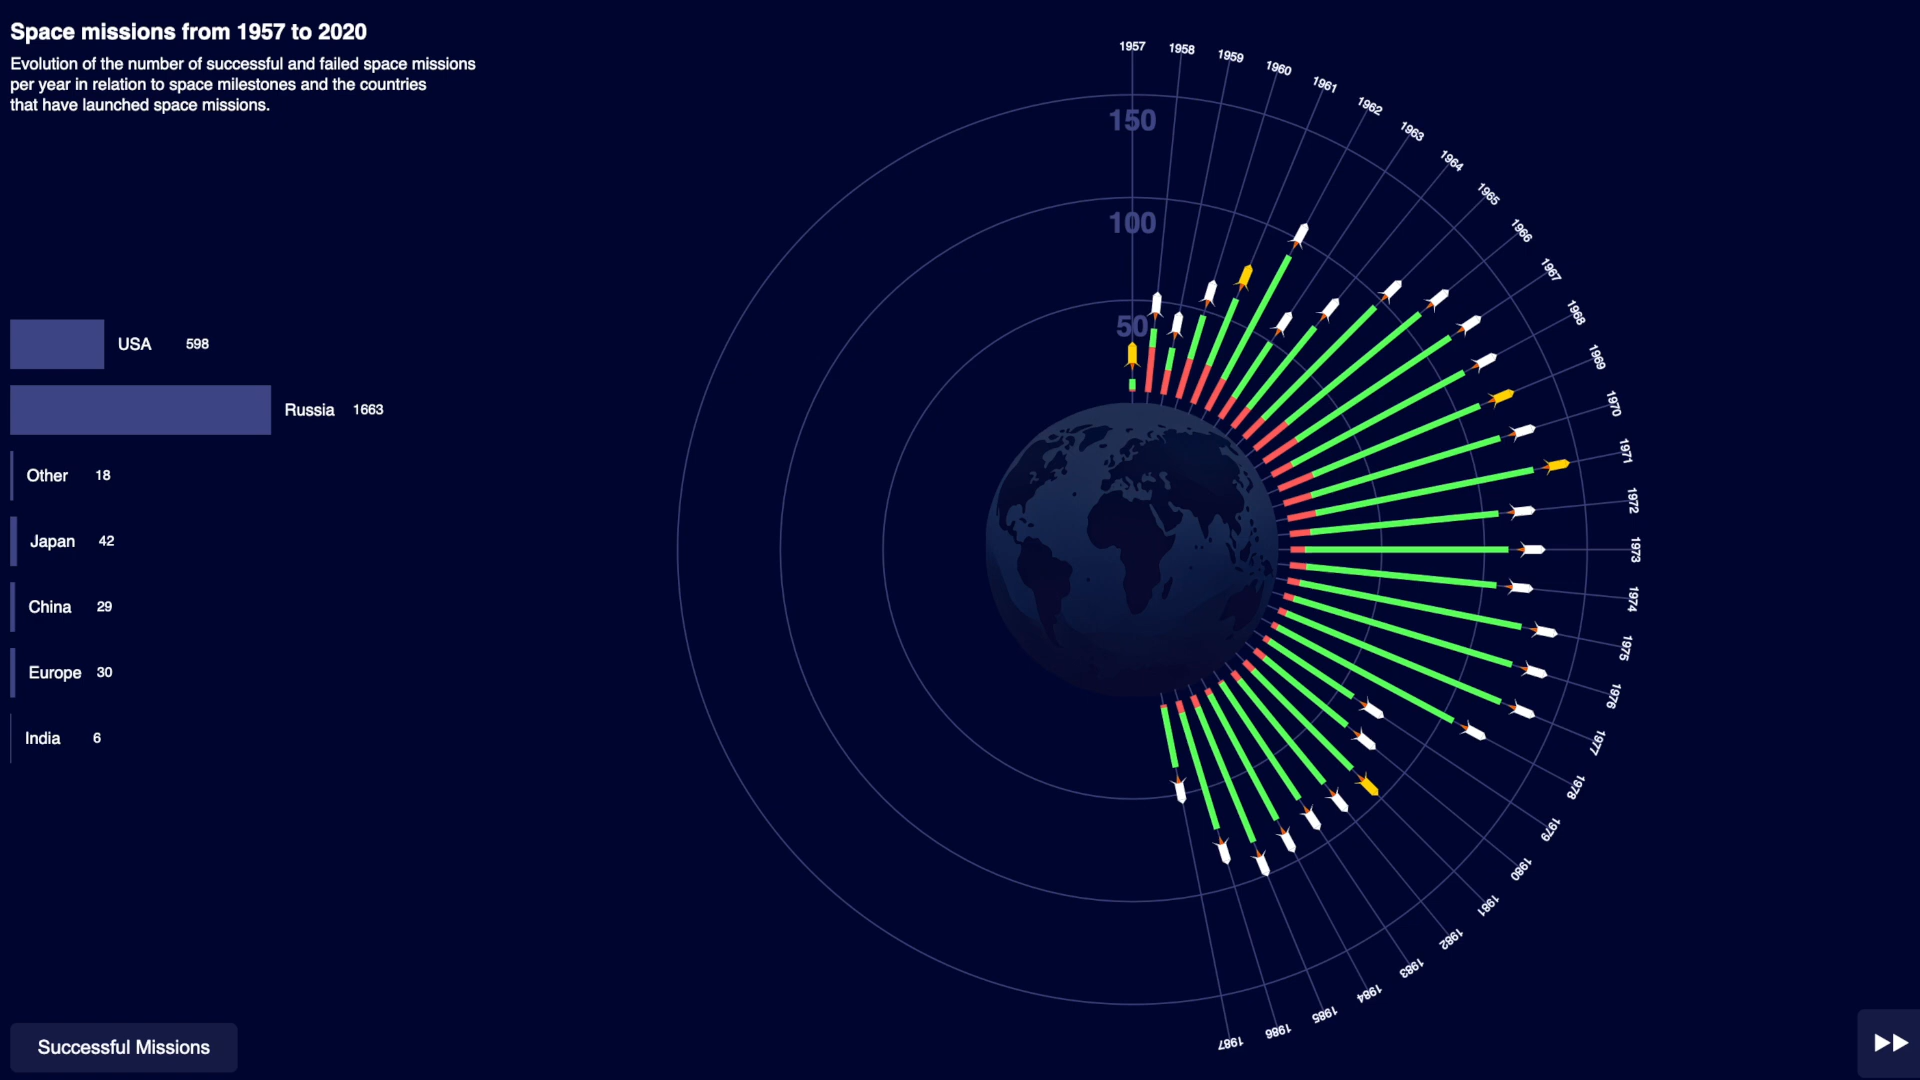 Space missions from 1957 to 2020
Evolution of the number of successful and failed space missions
per year in relation to space milestones and the countries
that have launched space missions.
USA 598
Russia 1663
Other 18
Japan 42
China 29
Europe 30
India 6
Successful Missions
150
100
50
1957
1958
1959
1960
1961
1962
1963
1964
1965
1966
1967
1968
1969
1970
1971
1972
1973
1974
1975
1976
1977
1978
1979
1980
1981
1982
1983
1984
1985
1986
1987